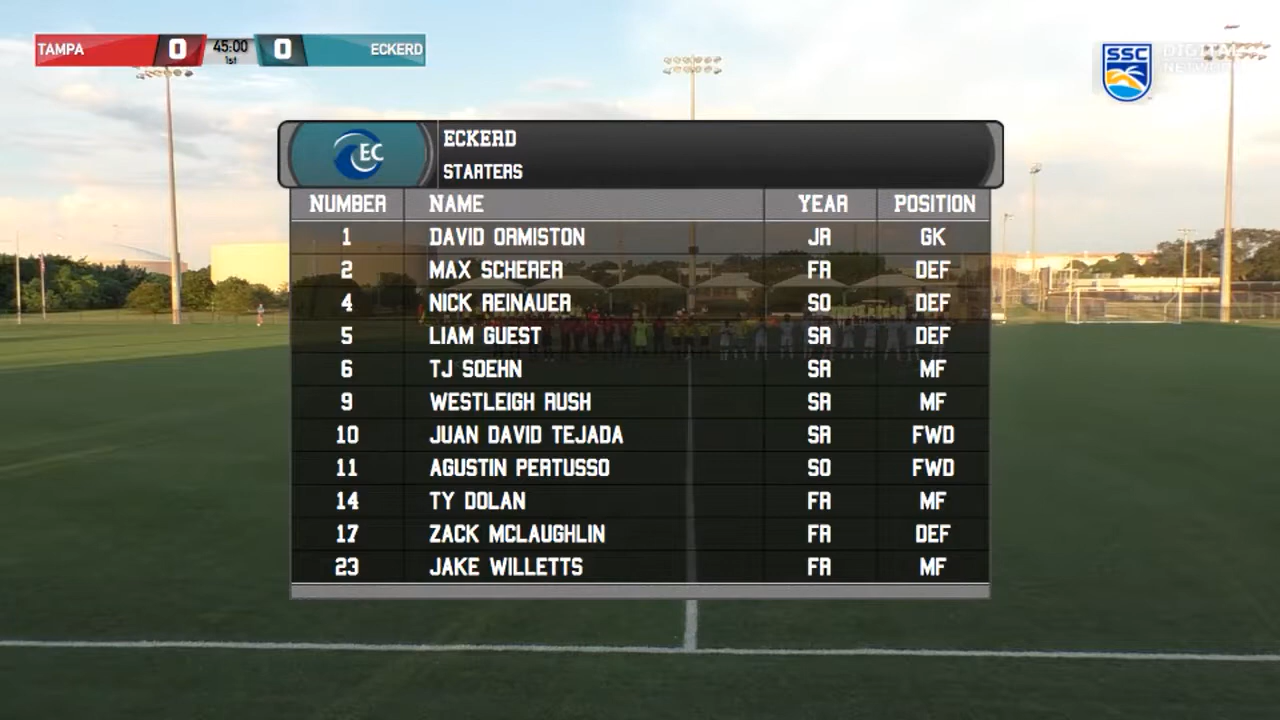 TAMPA 0 45:00 1st 0 ECKERD
SSC DIGITAL NETWORK
EC
ECKERD
STARTERS
NUMBER NAME YEAR POSITION
1 DAVID ORMISTON JR GK
2 MAX SCHERER FR DEF
4 NICK REINAUER SO DEF
5 LIAM GUEST SR DEF
6 TJ SOEHN SR MF
9 WESTLEIGH RUSH SR MF
10 JUAN DAVID TEJADA SR FWD
11 AGUSTIN PERTUSSO SO FWD
14 TY DOLAN FR MF
17 ZACK MCLAUGHLIN FR DEF
23 JAKE WILLETTS FR MF